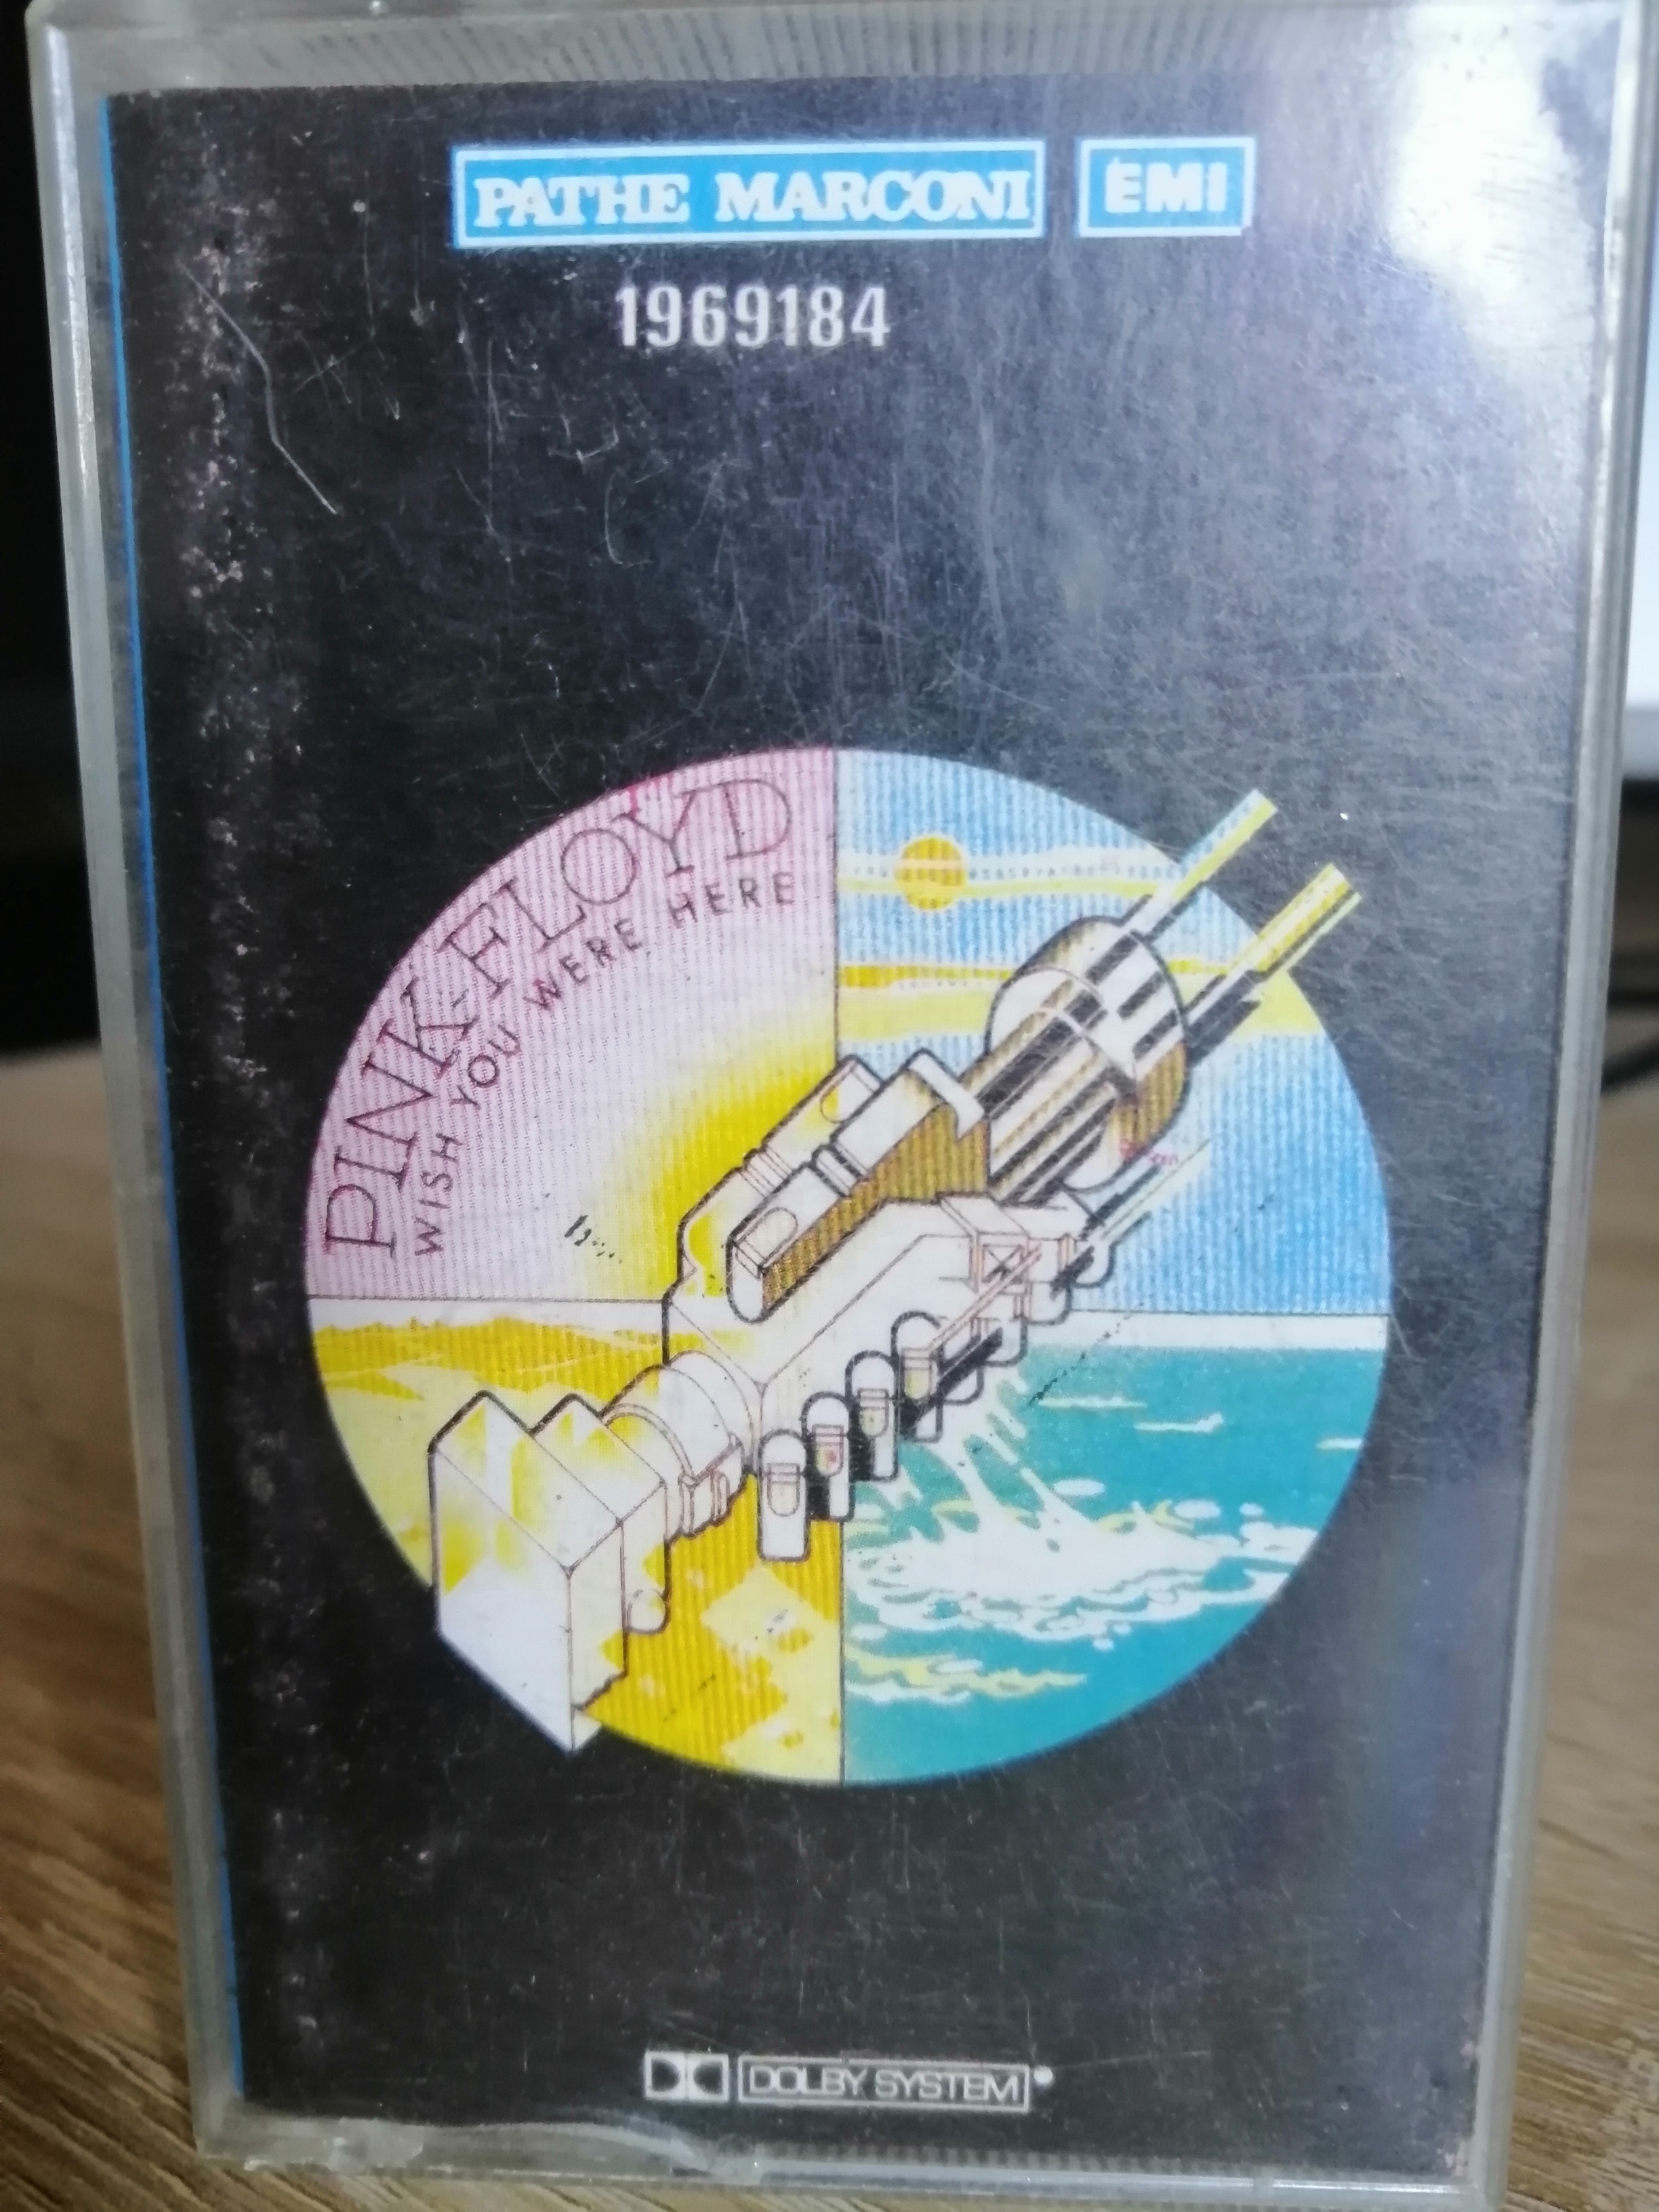 PATHE MARCONI EMI
1969184
PINK FLOYD
WISH YOU WERE HERE
DOLBY SYSTEM